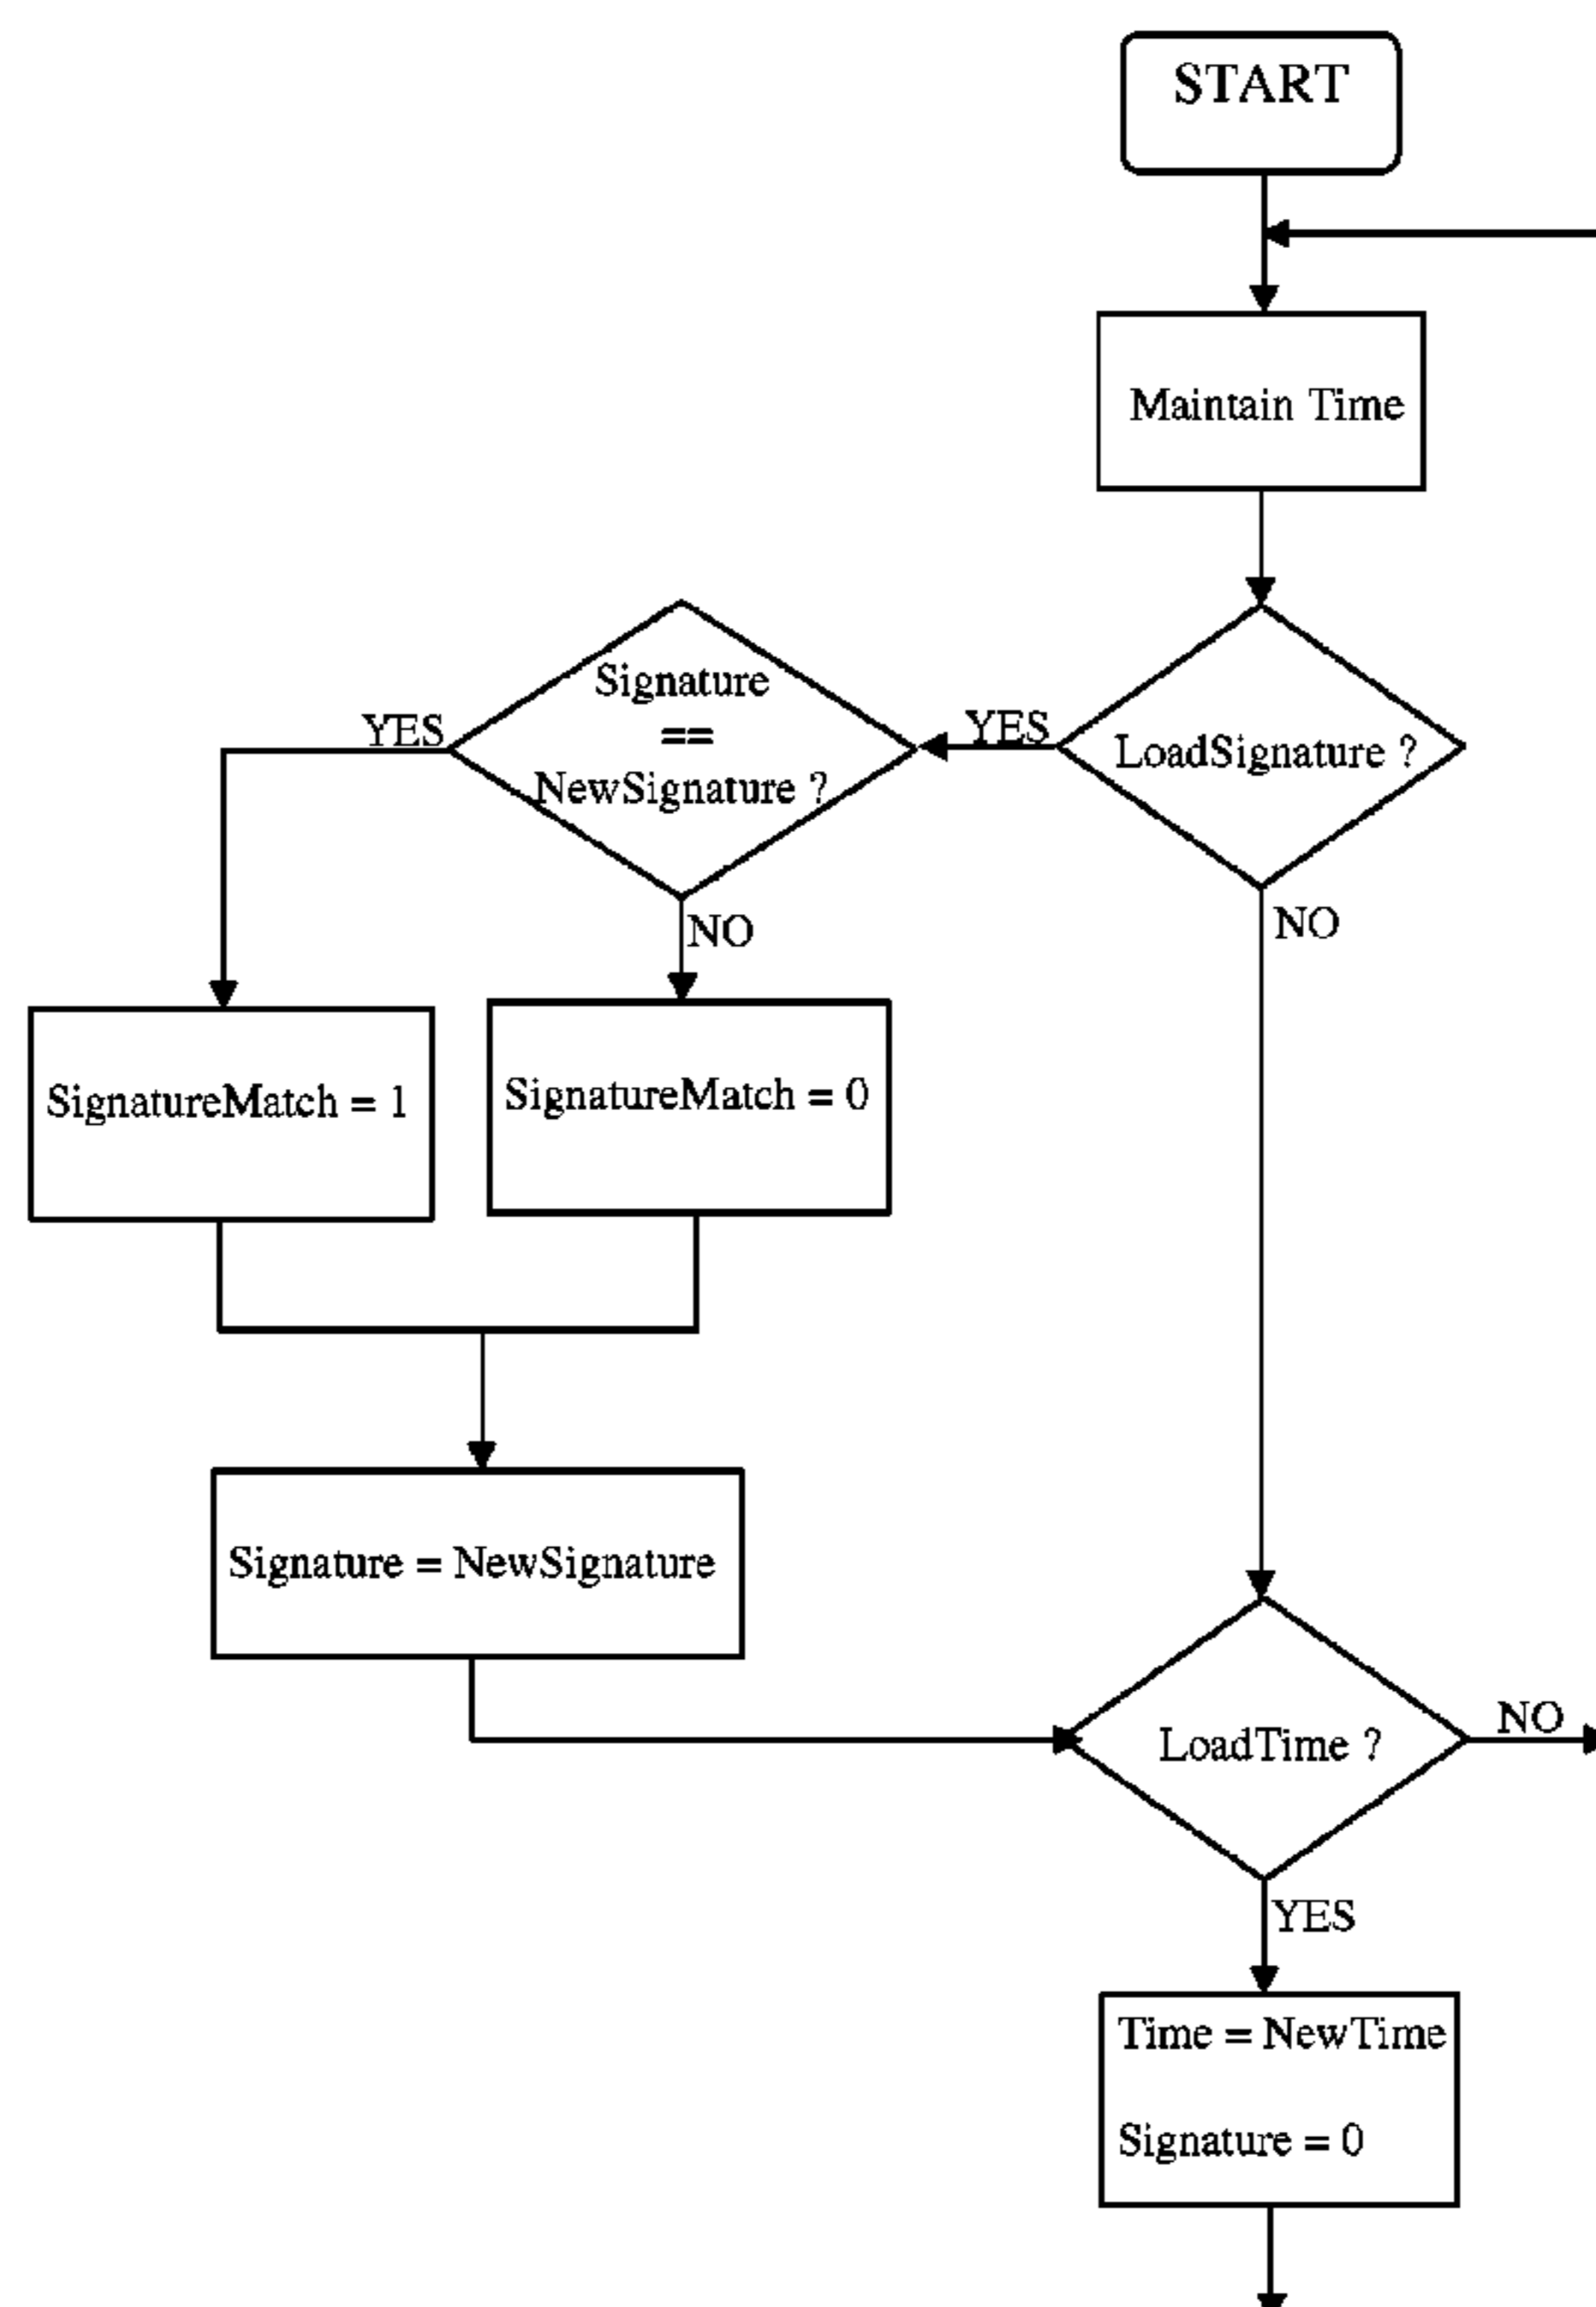 START
Maintain Time
Signature
==
NewSignature ?
YES
YES
LoadSignature ?
NO
NO
SignatureMatch = 1
SignatureMatch = 0
Signature = NewSignature
LoadTime ?
NO
YES
Time = NewTime
Signature = 0